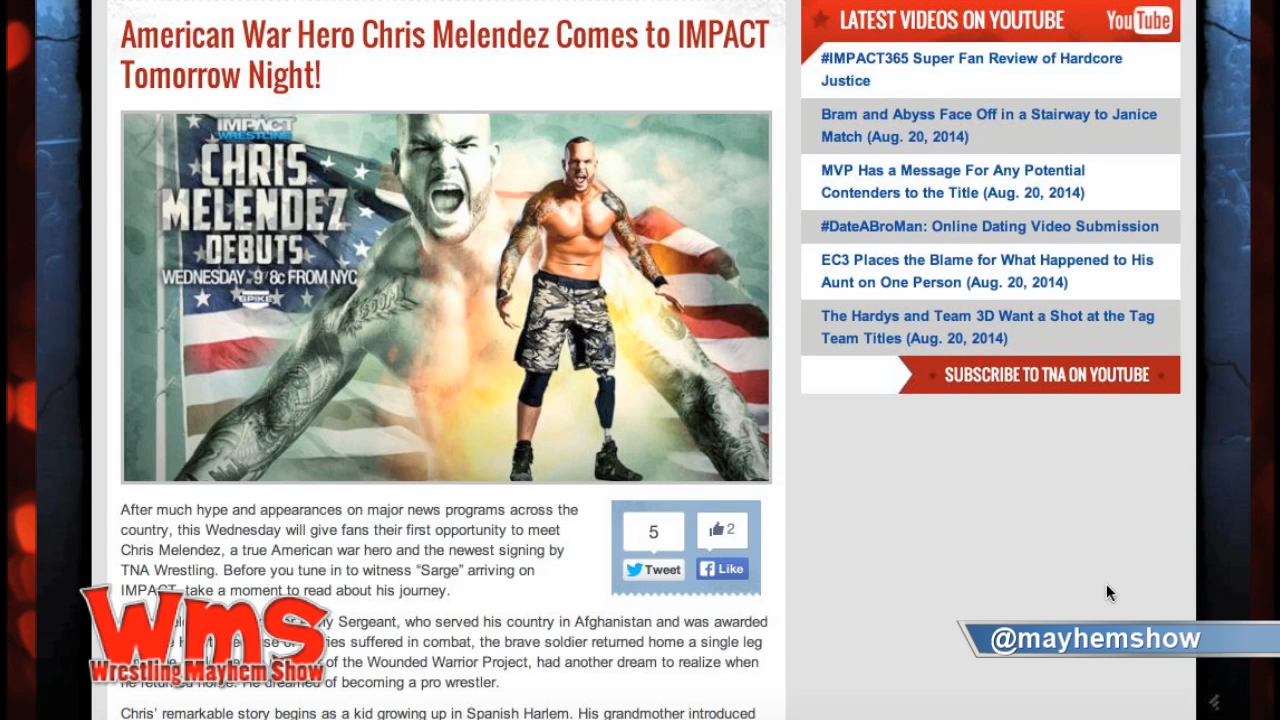 American War Hero Chris Melendez Comes to IMPACT
Tomorrow Night!
IMPACT
WRESTLING
CHRIS
MELENDEZ
DEBUTS
WEDNESDAY 9/8c FROM NYC
SPIKE
After much hype and appearances on major news programs across the
country, this Wednesday will give fans their first opportunity to meet
Chris Melendez, a true American war hero and the newest signing by
TNA Wrestling. Before you tune in to witness “Sarge” arriving on
IMPACT, take a moment to read about his journey.
5
Tweet
2
Like
Sergeant, who served his country in Afghanistan and was awarded
suffered in combat, the brave soldier returned home a single leg
of the Wounded Warrior Project, had another dream to realize when
he returned home. He dreamed of becoming a pro wrestler.
Chris’ remarkable story begins as a kid growing up in Spanish Harlem. His grandmother introduced
LATEST VIDEOS ON YOUTUBE
YouTube
#IMPACT365 Super Fan Review of Hardcore
Justice
Bram and Abyss Face Off in a Stairway to Janice
Match (Aug. 20, 2014)
MVP Has a Message For Any Potential
Contenders to the Title (Aug. 20, 2014)
#DateABroMan: Online Dating Video Submission
EC3 Places the Blame for What Happened to His
Aunt on One Person (Aug. 20, 2014)
The Hardys and Team 3D Want a Shot at the Tag
Team Titles (Aug. 20, 2014)
SUBSCRIBE TO TNA ON YOUTUBE
WmS
Wrestling Mayhem Show
@mayhemshow